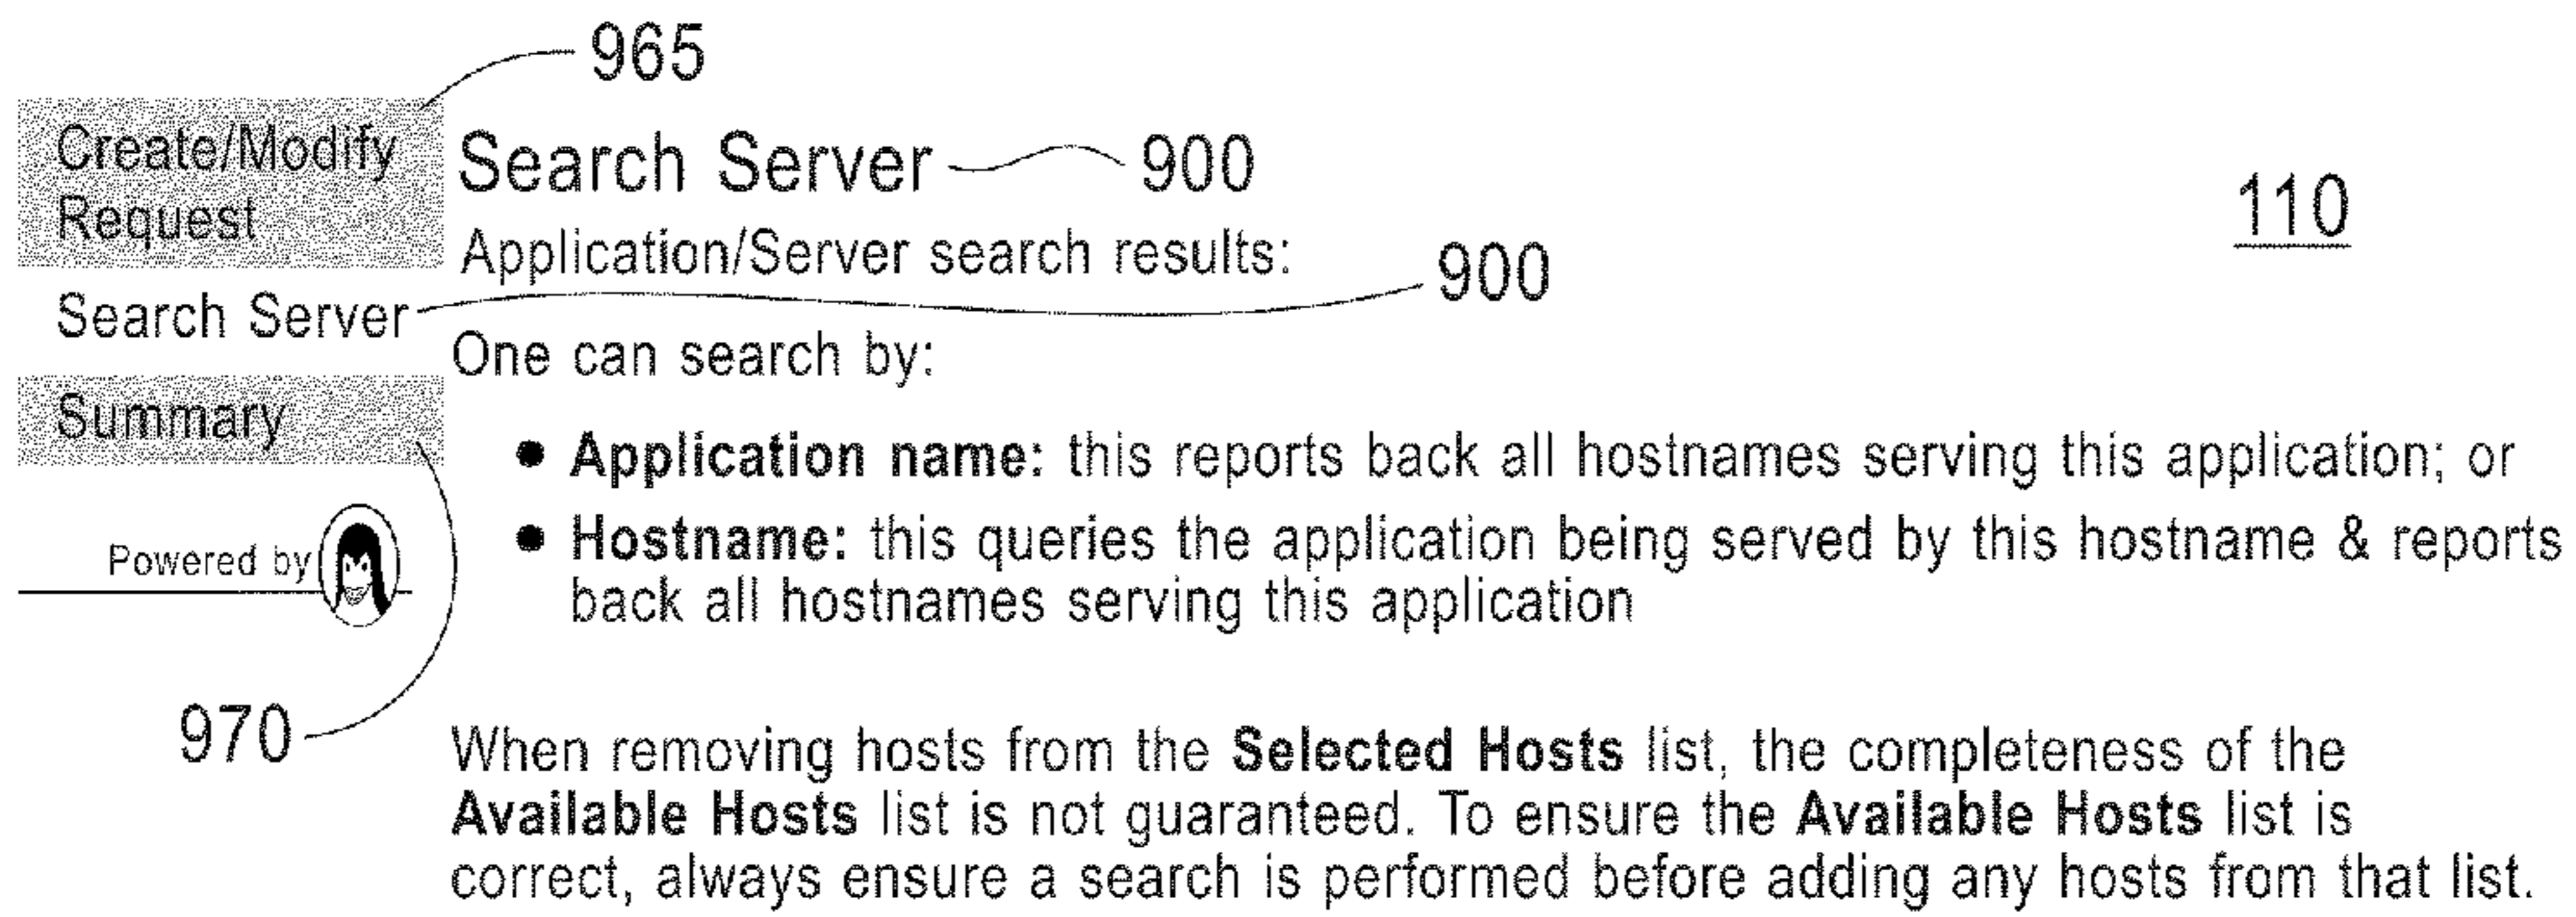 965
Create/Modify
Request
Search Server
900
110
Application/Server search results:
900
Search Server
One can search by:
Summary
• Application name: this reports back all hostnames serving this application; or
• Hostname: this queries the application being served by this hostname & reports
back all hostnames serving this application
Powered by
970
When removing hosts from the Selected Hosts list, the completeness of the
Available Hosts list is not guaranteed. To ensure the Available Hosts list is
correct, always ensure a search is performed before adding any hosts from that list.